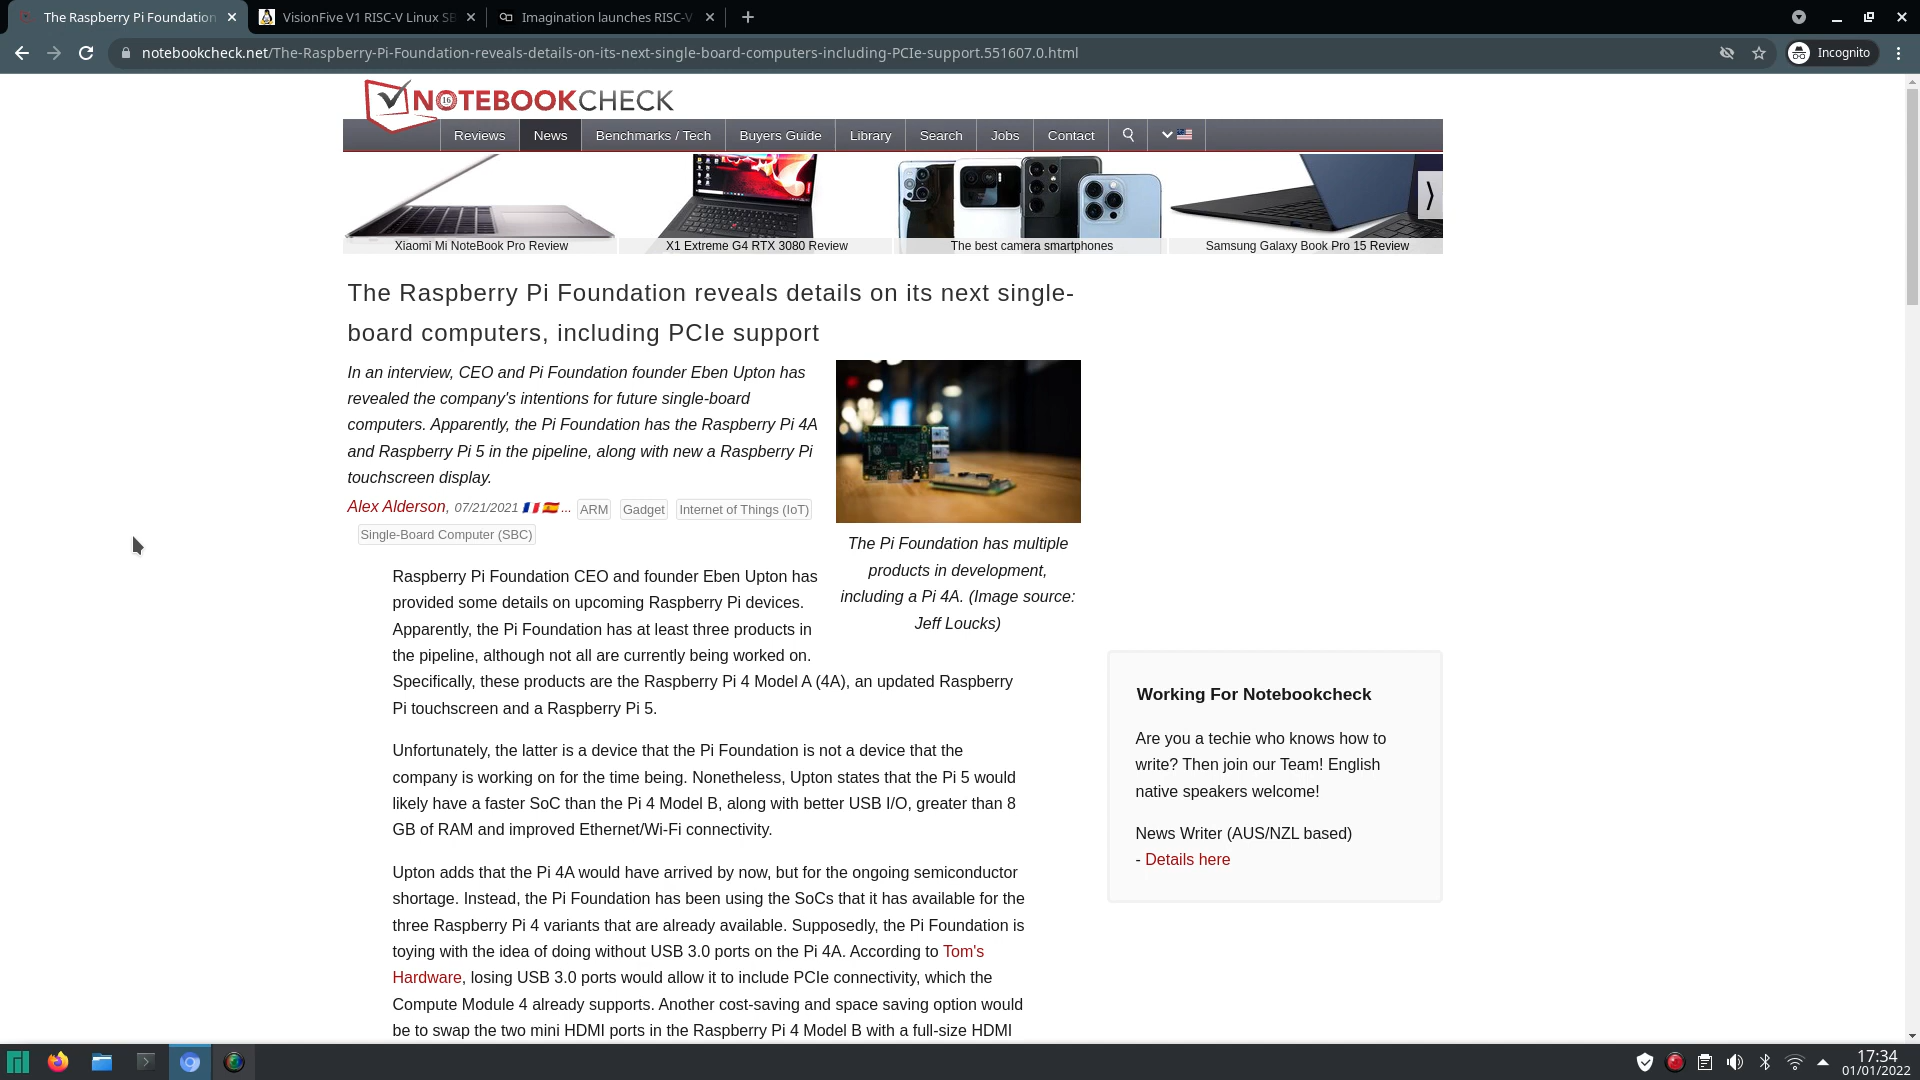 The Raspberry Pi Foundation
VisionFive V1 RISC-V Linux SB
Imagination launches RISC-V
notebookcheck.net/The-Raspberry-Pi-Foundation-reveals-details-on-its-next-single-board-computers-including-PCIe-support.551607.0.html
Incognito
NOTEBOOKCHECK
Reviews
News
Benchmarks / Tech
Buyers Guide
Library
Search
Jobs
Contact
Xiaomi Mi NoteBook Pro Review
X1 Extreme G4 RTX 3080 Review
The best camera smartphones
Samsung Galaxy Book Pro 15 Review
The Raspberry Pi Foundation reveals details on its next single-
board computers, including PCIe support
In an interview, CEO and Pi Foundation founder Eben Upton has
revealed the company's intentions for future single-board
computers. Apparently, the Pi Foundation has the Raspberry Pi 4A
and Raspberry Pi 5 in the pipeline, along with new a Raspberry Pi
touchscreen display.
Alex Alderson, 07/21/2021 ... ARM Gadget Internet of Things (IoT)
Single-Board Computer (SBC)
The Pi Foundation has multiple
products in development,
including a Pi 4A. (Image source:
Jeff Loucks)
Raspberry Pi Foundation CEO and founder Eben Upton has
provided some details on upcoming Raspberry Pi devices.
Apparently, the Pi Foundation has at least three products in
the pipeline, although not all are currently being worked on.
Specifically, these products are the Raspberry Pi 4 Model A (4A), an updated Raspberry
Pi touchscreen and a Raspberry Pi 5.
Unfortunately, the latter is a device that the Pi Foundation is not a device that the
company is working on for the time being. Nonetheless, Upton states that the Pi 5 would
likely have a faster SoC than the Pi 4 Model B, along with better USB I/O, greater than 8
GB of RAM and improved Ethernet/Wi-Fi connectivity.
Upton adds that the Pi 4A would have arrived by now, but for the ongoing semiconductor
shortage. Instead, the Pi Foundation has been using the SoCs that it has available for the
three Raspberry Pi 4 variants that are already available. Supposedly, the Pi Foundation is
toying with the idea of doing without USB 3.0 ports on the Pi 4A. According to Tom's
Hardware, losing USB 3.0 ports would allow it to include PCIe connectivity, which the
Compute Module 4 already supports. Another cost-saving and space saving option would
be to swap the two mini HDMI ports in the Raspberry Pi 4 Model B with a full-size HDMI
Working For Notebookcheck
Are you a techie who knows how to
write? Then join our Team! English
native speakers welcome!
News Writer (AUS/NZL based)
- Details here
17:34
01/01/2022